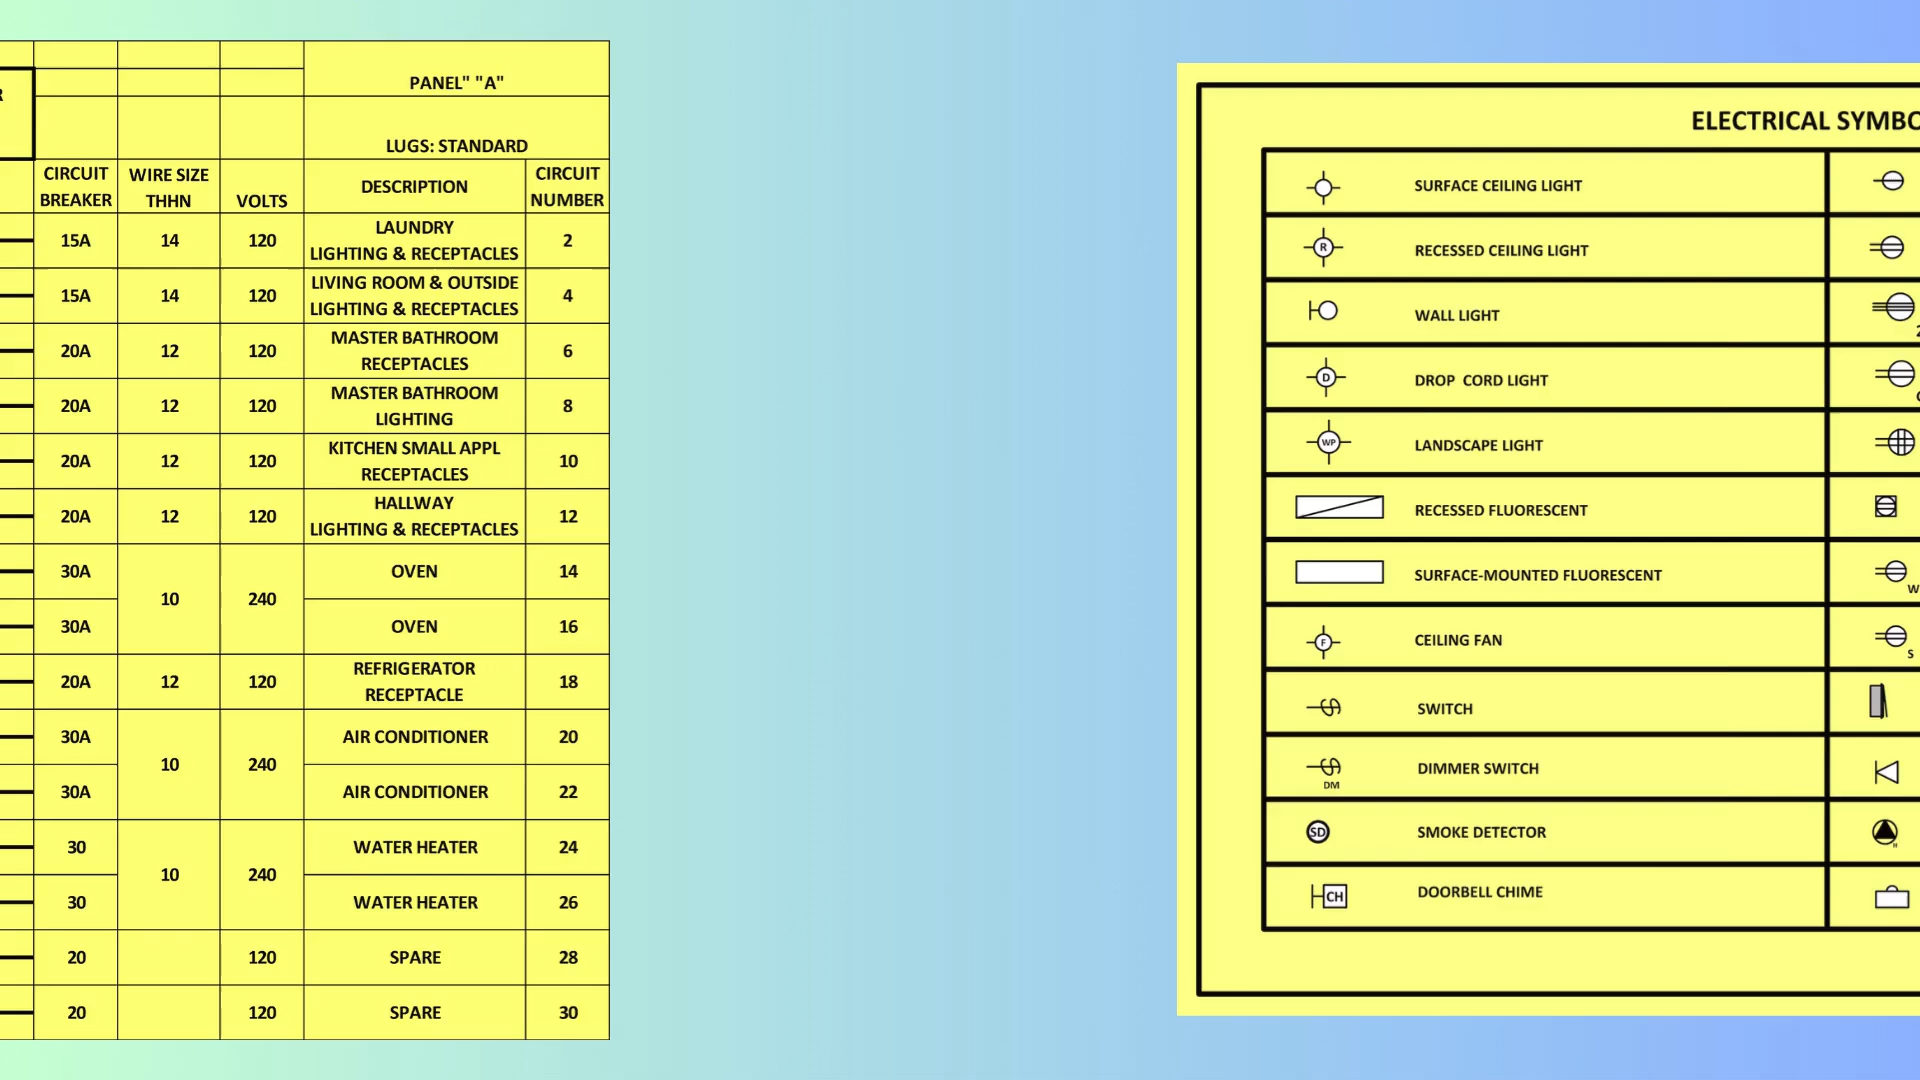 R
PANEL" "A"
LUGS: STANDARD
CIRCUIT BREAKER WIRE SIZE THHN VOLTS DESCRIPTION CIRCUIT NUMBER
15A 14 120 LAUNDRY LIGHTING & RECEPTACLES 2
15A 14 120 LIVING ROOM & OUTSIDE LIGHTING & RECEPTACLES 4
20A 12 120 MASTER BATHROOM RECEPTACLES 6
20A 12 120 MASTER BATHROOM LIGHTING 8
20A 12 120 KITCHEN SMALL APPL RECEPTACLES 10
20A 12 120 HALLWAY LIGHTING & RECEPTACLES 12
30A 10 240 OVEN 14
30A OVEN 16
20A 12 120 REFRIGERATOR RECEPTACLE 18
30A 10 240 AIR CONDITIONER 20
30A AIR CONDITIONER 22
30 10 240 WATER HEATER 24
30 WATER HEATER 26
20 120 SPARE 28
20 120 SPARE 30
ELECTRICAL SYMBO
SURFACE CEILING LIGHT
R RECESSED CEILING LIGHT
WALL LIGHT
D DROP CORD LIGHT
WP LANDSCAPE LIGHT
RECESSED FLUORESCENT
SURFACE-MOUNTED FLUORESCENT W
F CEILING FAN S
SWITCH
DIMMER SWITCH
DM
SD SMOKE DETECTOR H
CH DOORBELL CHIME